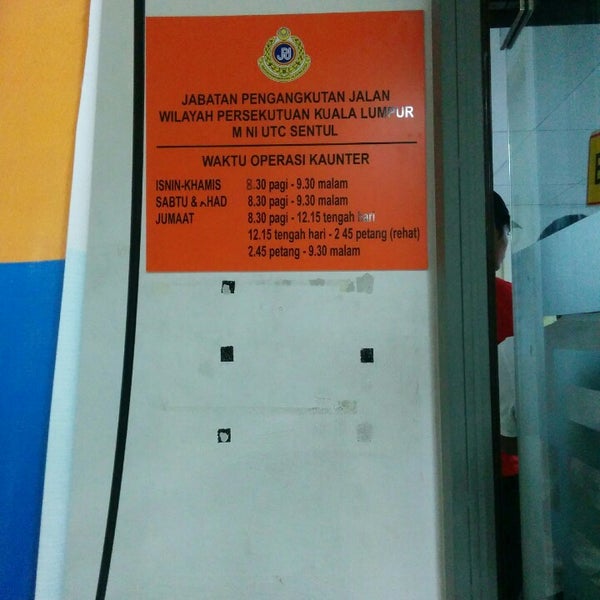 JPJ
JABATAN PENGANGKUTAN JALAN
WILAYAH PERSEKUTUAN KUALA LUMPUR
M NI UTC SENTUL
WAKTU OPERASI KAUNTER
ISNIN-KHAMIS 8.30 pagi - 9.30 malam
SABTU & AHAD 8.30 pagi - 9.30 malam
JUMAAT 8.30 pagi - 12.15 tengah hari
12.15 tengah hari - 2 45 petang (rehat)
2.45 petang - 9.30 malam